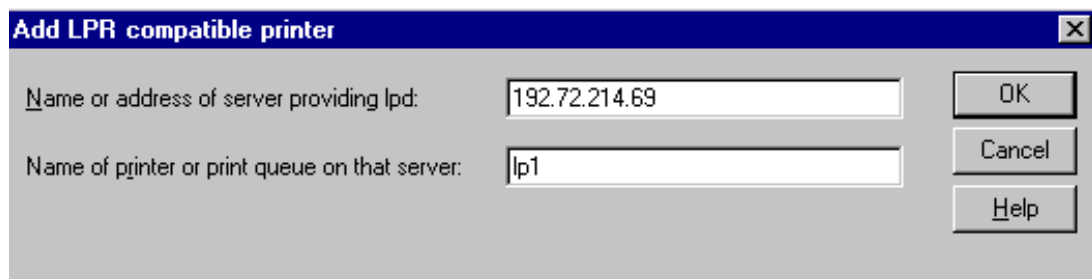 Add LPR compatible printer
Name or address of server providing lpd: 192.72.214.69
OK
Name of printer or print queue on that server: lp1
Cancel
Help